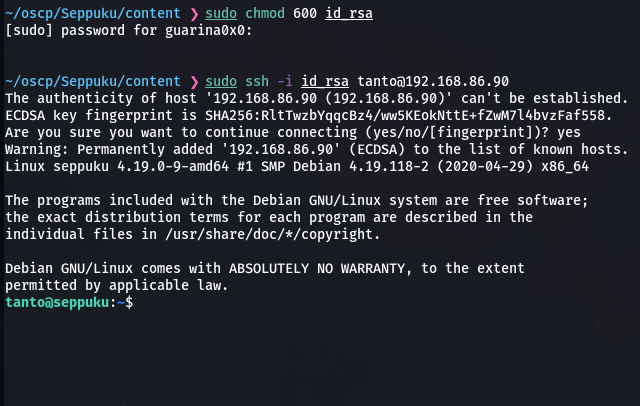 ~/oscp/Seppuku/content ❯ sudo chmod 600 id_rsa
[sudo] password for guarina0x0:
~/oscp/Seppuku/content ❯ sudo ssh -i id_rsa tanto@192.168.86.90
The authenticity of host '192.168.86.90 (192.168.86.90)' can't be established.
ECDSA key fingerprint is SHA256:RltTwzbYqqcBz4/ww5KEokNttE+fZwM7l4bvzFaf558.
Are you sure you want to continue connecting (yes/no/[fingerprint])? yes
Warning: Permanently added '192.168.86.90' (ECDSA) to the list of known hosts.
Linux seppuku 4.19.0-9-amd64 #1 SMP Debian 4.19.118-2 (2020-04-29) x86_64
The programs included with the Debian GNU/Linux system are free software;
the exact distribution terms for each program are described in the
individual files in /usr/share/doc/*/copyright.
Debian GNU/Linux comes with ABSOLUTELY NO WARRANTY, to the extent
permitted by applicable law.
tanto@seppuku:~$